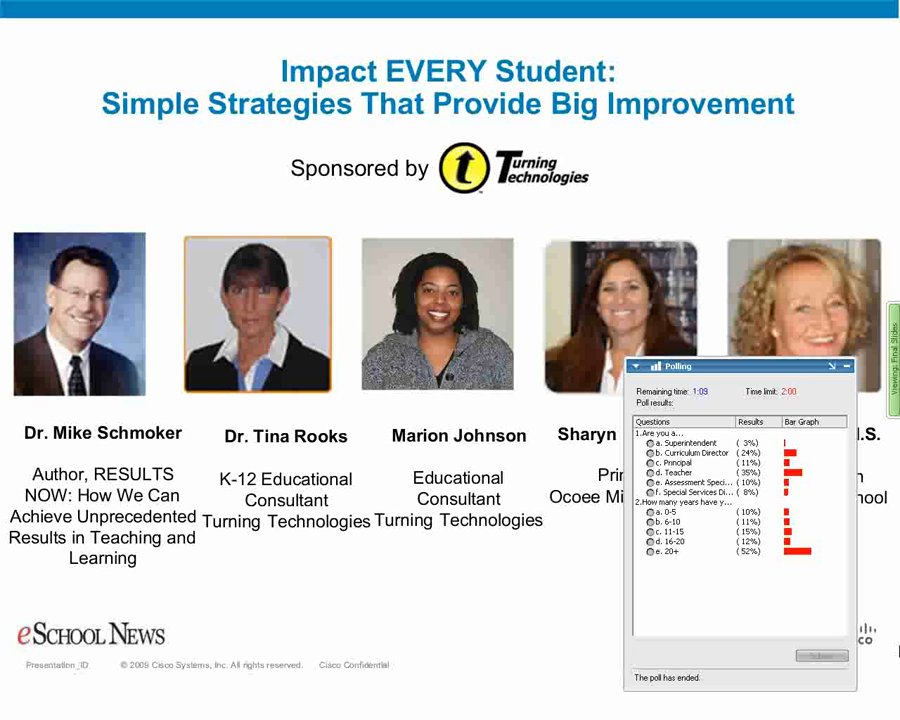 Impact EVERY Student:
Simple Strategies That Provide Big Improvement
Sponsored by Turning Technologies
Dr. Mike Schmoker
Author, RESULTS
NOW: How We Can
Achieve Unprecedented
Results in Teaching and
Learning
Dr. Tina Rooks
K-12 Educational
Consultant
Turning Technologies
Marion Johnson
Educational
Consultant
Turning Technologies
Sharyn
Ocoee
I.S.
Viewing: Final Slides
Polling
Remaining time: 1:09 Time limit: 2:00
Poll results:
Questions Results Bar Graph
1.Are you a...
a. Superintendent ( 3%)
b. Curriculum Director ( 24%)
c. Principal ( 11%)
d. Teacher ( 35%)
e. Assessment Speci... ( 10%)
f. Special Services Di... ( 8%)
2.How many years have y...
a. 0-5 ( 10%)
b. 6-10 ( 11%)
c. 11-15 ( 15%)
d. 16-20 ( 12%)
e. 20+ ( 52%)
The poll has ended.
eSCHOOL NEWS
Presentation_ID © 2009 Cisco Systems, Inc. All rights reserved. Cisco Confidential